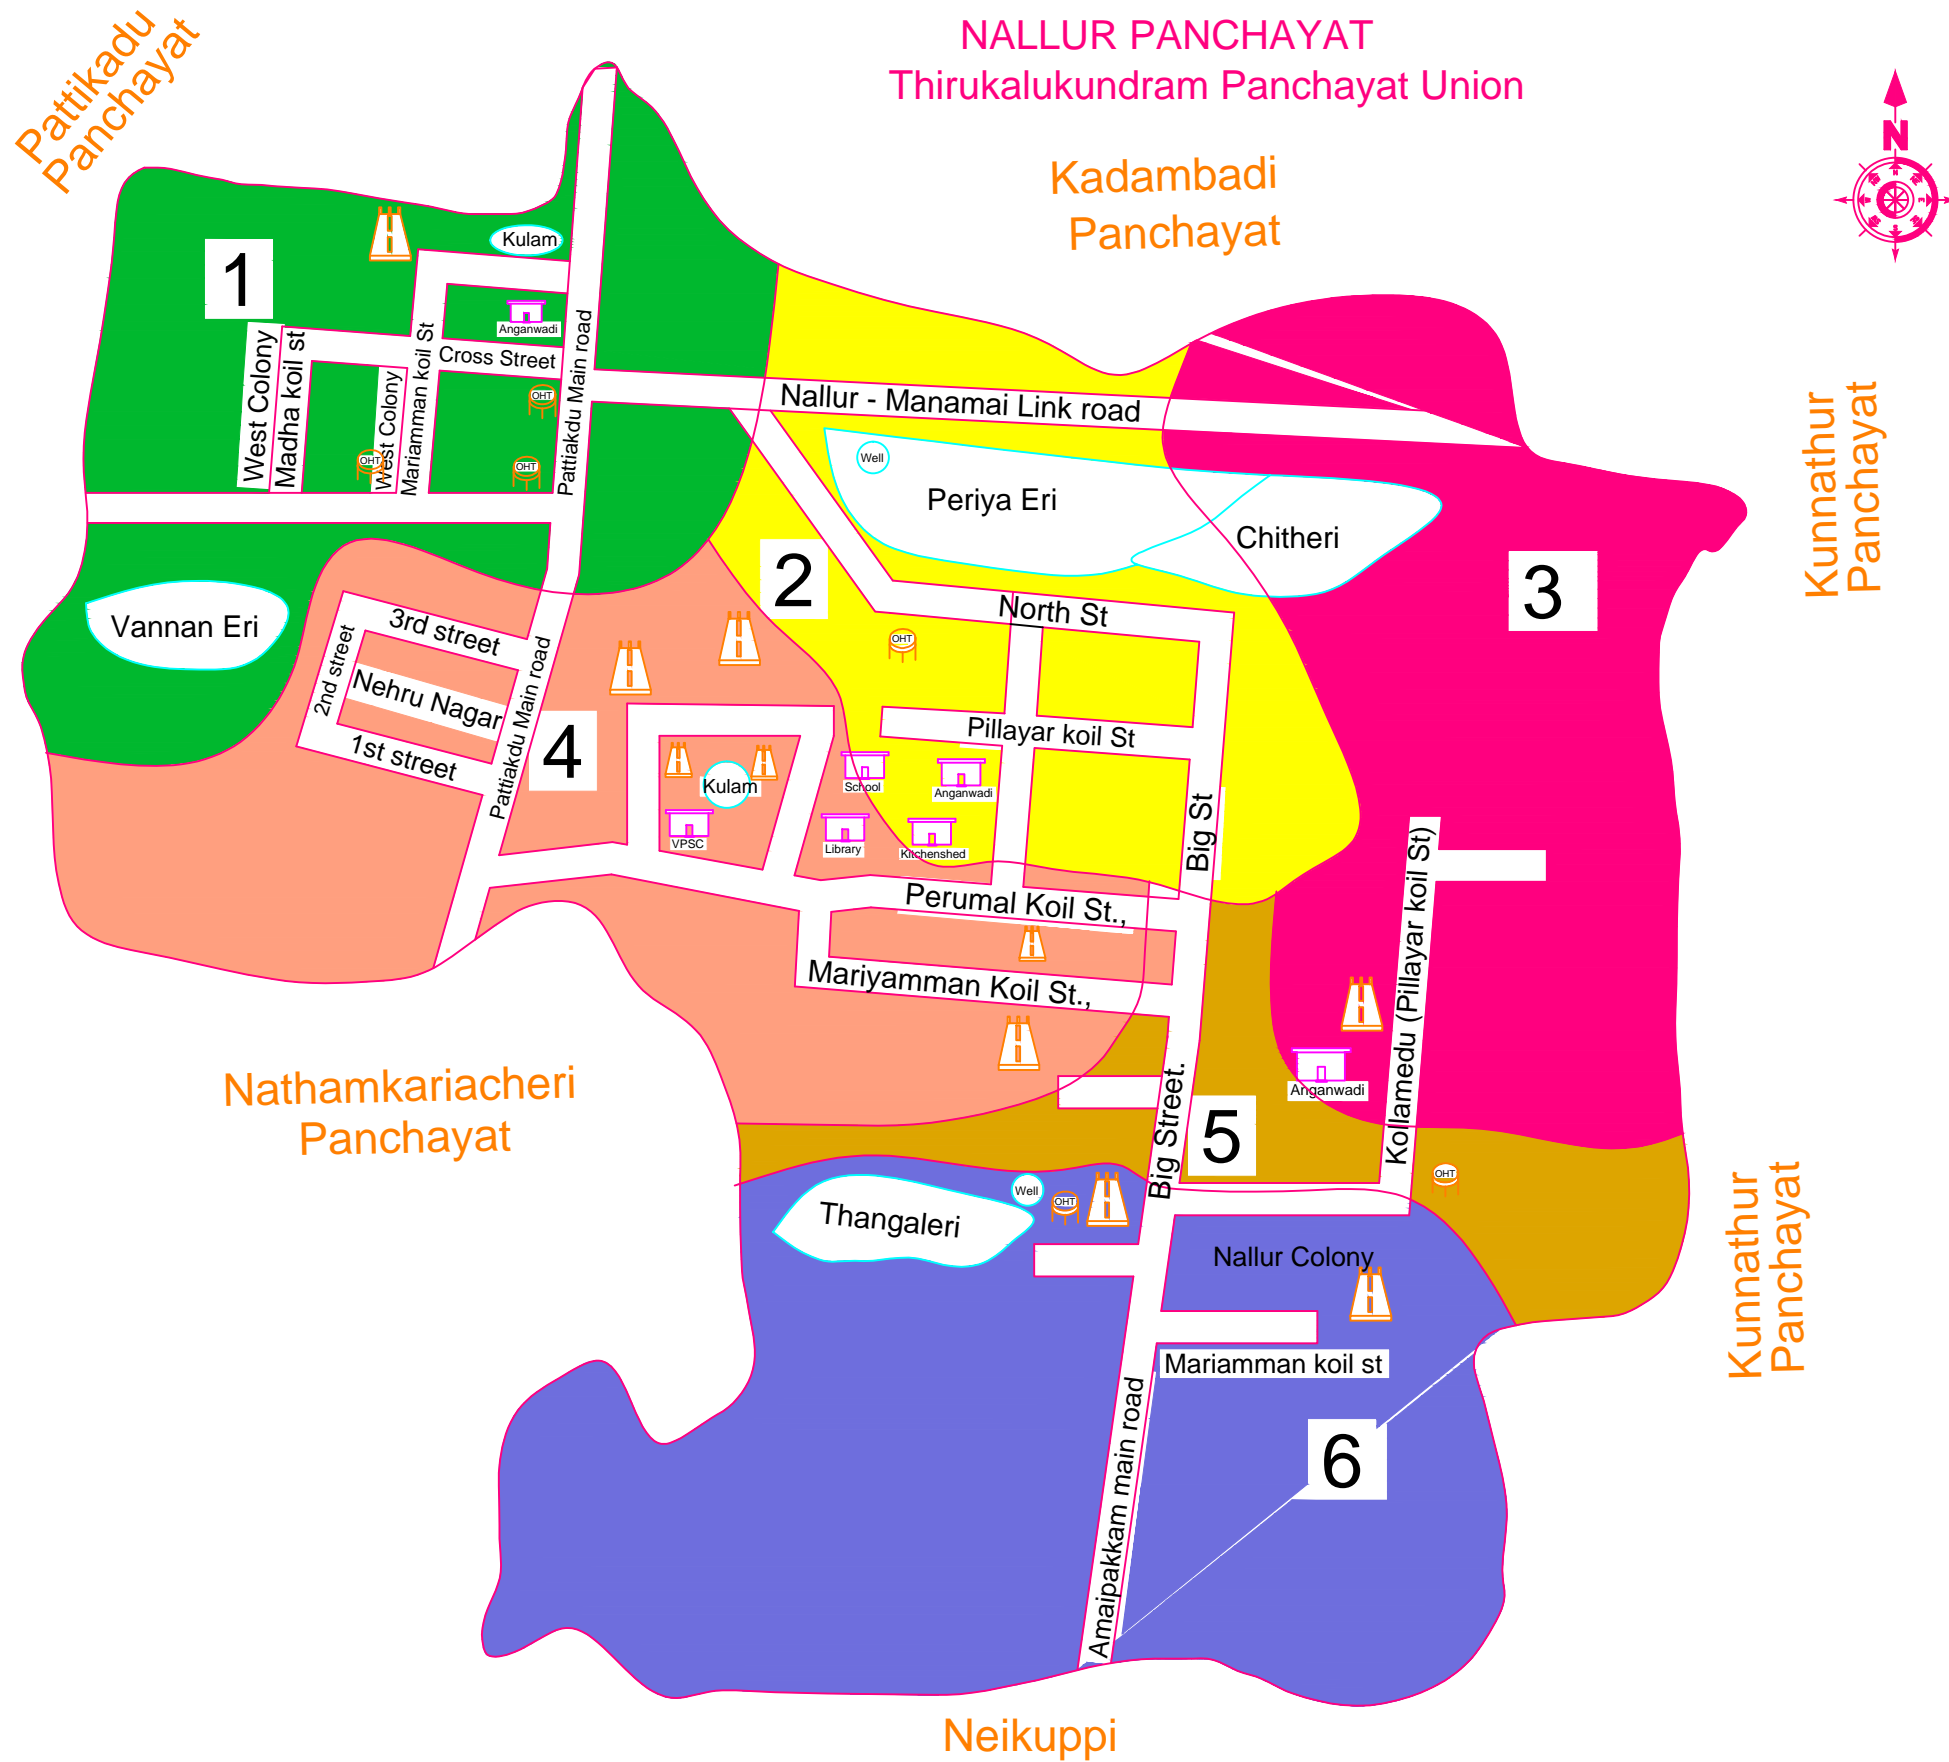 NALLUR PANCHAYAT
Thirukalukundram Panchayat Union
Pattikadu
Panchayat
Kadambadi
Panchayat
N
Kulam
1
Anganwadi
West Colony
Madha koil st
West Colony
Mariamman koil St
Cross Street
Pattiakdu Main road
OHT
OHT
OHT
Nallur - Manamai Link road
Kunnathur
Panchayat
Well
Periya Eri
Chitheri
2
3
Vannan Eri
3rd street
2nd street
Nehru Nagar
1st street
Pattiakdu Main road
4
North St
OHT
Pillayar koil St
Kulam
School
Anganwadi
VPSC
Library
Kitchenshed
Big St
Perumal Koil St.,
Mariyamman Koil St.,
Kollamedu (Pillayar koil St)
Anganwadi
Nathamkariacheri
Panchayat
5
Big Street.
OHT
Well
OHT
Thangaleri
Nallur Colony
Kunnathur
Panchayat
Mariamman koil st
6
Amaipakkam main road
Neikuppi